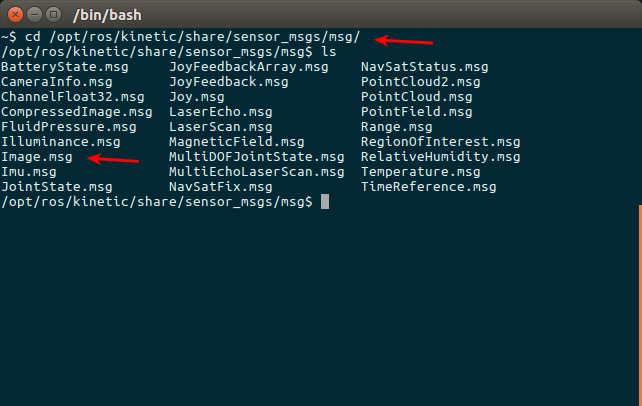 /bin/bash
~$ cd /opt/ros/kinetic/share/sensor_msgs/msg/
/opt/ros/kinetic/share/sensor_msgs/msg$ ls
BatteryState.msg JoyFeedbackArray.msg NavSatStatus.msg
CameraInfo.msg JoyFeedback.msg PointCloud2.msg
ChannelFloat32.msg Joy.msg PointCloud.msg
CompressedImage.msg LaserEcho.msg PointField.msg
FluidPressure.msg LaserScan.msg Range.msg
Illuminance.msg MagneticField.msg RegionOfInterest.msg
Image.msg MultiDOFJointState.msg RelativeHumidity.msg
Imu.msg MultiEchoLaserScan.msg Temperature.msg
JointState.msg NavSatFix.msg TimeReference.msg
/opt/ros/kinetic/share/sensor_msgs/msg$